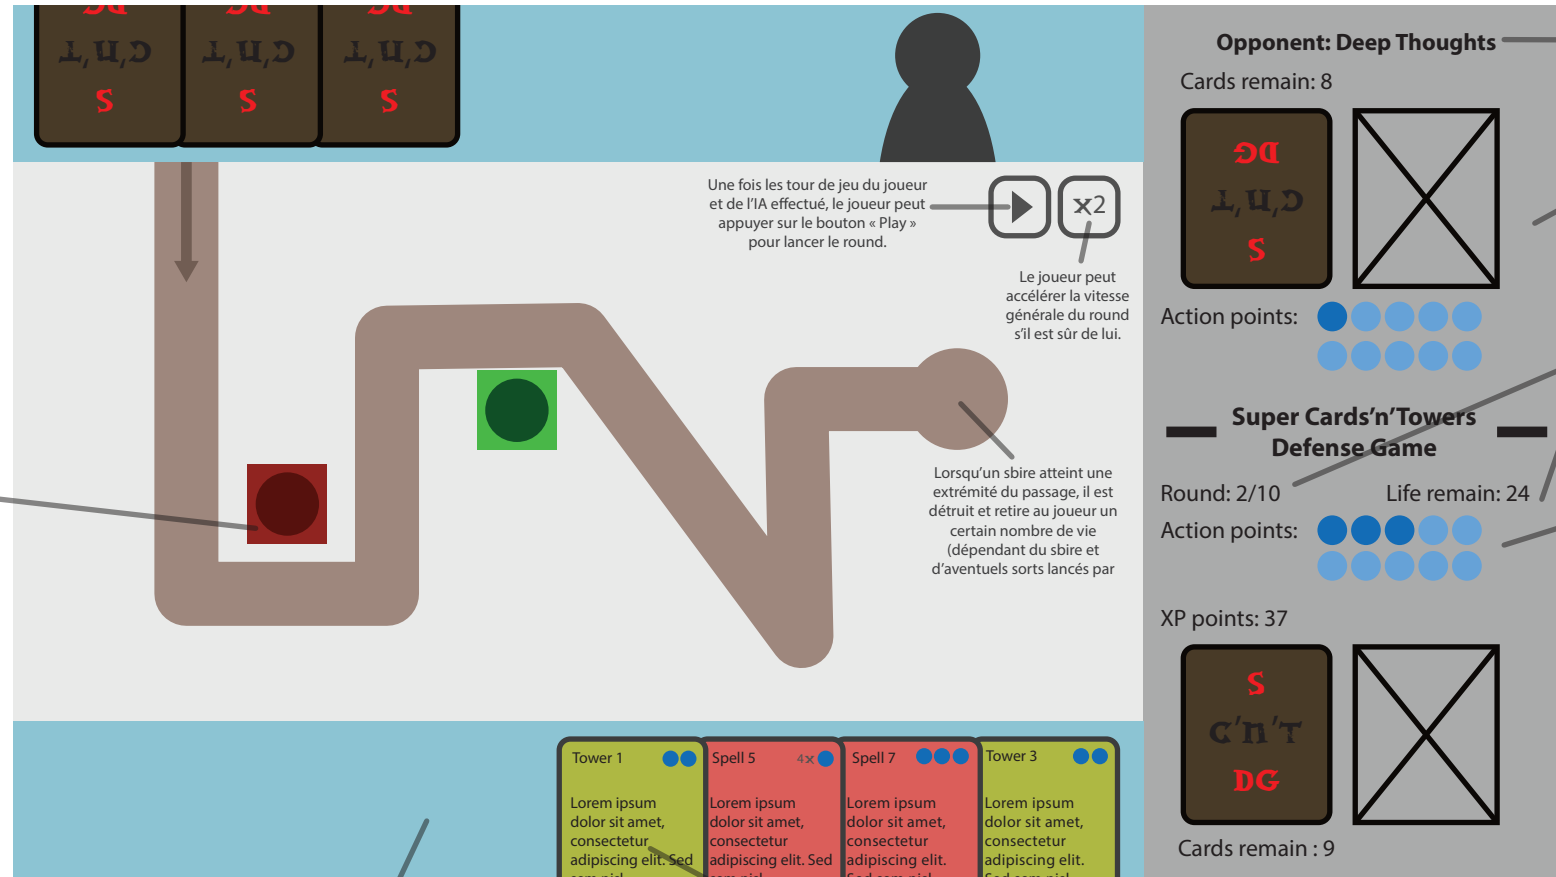 DG DG DG
C'n'T C'n'T C'n'T
S S S
Une fois les tour de jeu du joueur
et de l'IA effectué, le joueur peut
appuyer sur le bouton « Play »
pour lancer le round.
x2
Le joueur peut
accélérer la vitesse
générale du round
s'il est sûr de lui.
Lorsqu'un sbire atteint une
extrémité du passage, il est
détruit et retire au joueur un
certain nombre de vie
(dépendant du sbire et
d'aventuels sorts lancés par
Tower 1
Lorem ipsum
dolor sit amet,
consectetur
adipiscing elit. Sed
Spell 5 4x
Lorem ipsum
dolor sit amet,
consectetur
adipiscing elit. Sed
Spell 7
Lorem ipsum
dolor sit amet,
consectetur
adipiscing elit.
Tower 3
Lorem ipsum
dolor sit amet,
consectetur
adipiscing elit.
Opponent: Deep Thoughts
Cards remain: 8
DG
C'n'T
S
Action points:
Super Cards'n'Towers
Defense Game
Round: 2/10 Life remain: 24
Action points:
XP points: 37
S
C'n'T
DG
Cards remain : 9